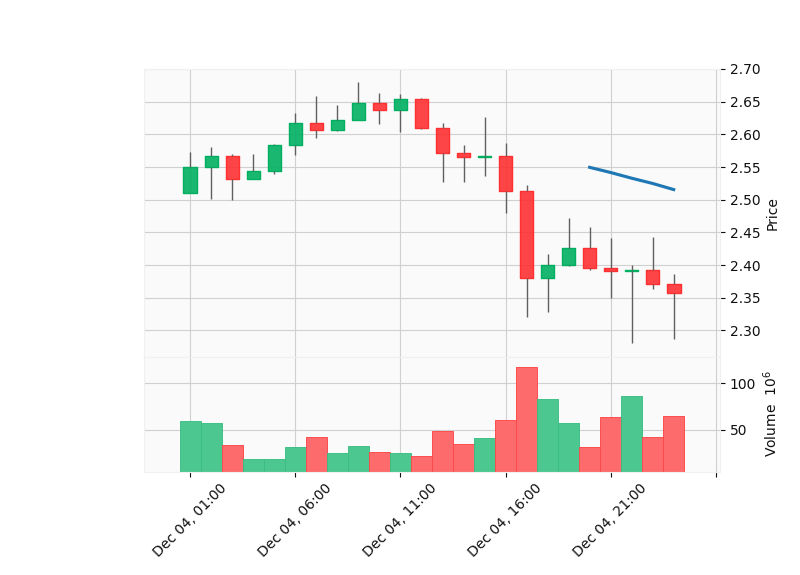 2.70
2.65
2.60
2.55
2.50
2.45
2.40
2.35
2.30
Price
100
50
Volume 10⁶
Dec 04, 01:00
Dec 04, 06:00
Dec 04, 11:00
Dec 04, 16:00
Dec 04, 21:00